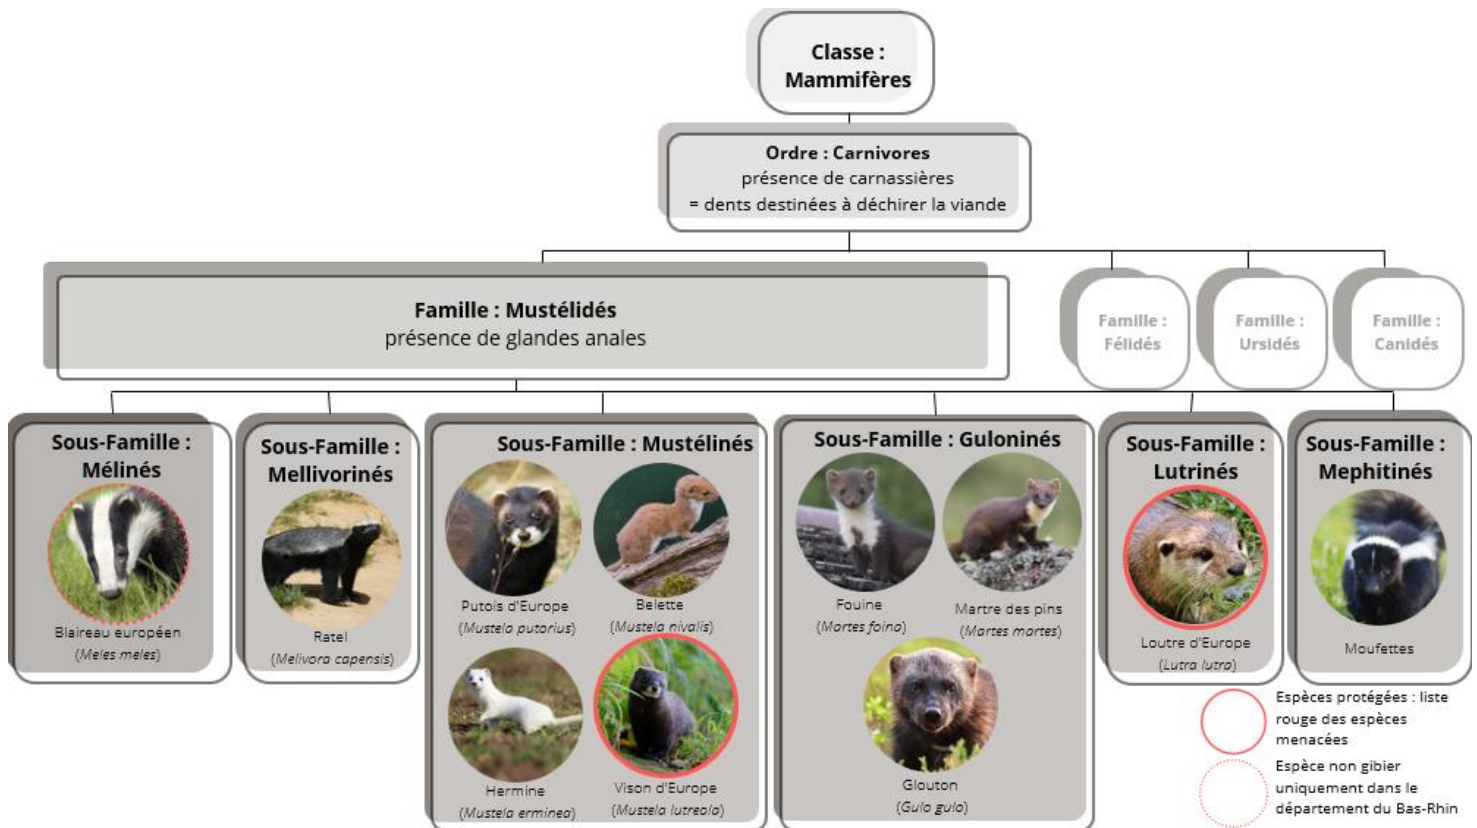 Classe :
Mammifères
Ordre : Carnivores
présence de carnassières
= dents destinées à déchirer la viande
Famille : Mustélidés
présence de glandes anales
Famille :
Félidés
Famille :
Ursidés
Famille :
Canidés
Sous-Famille :
Mélinés
Blaireau européen
(Meles meles)
Sous-Famille :
Mellivorinés
Ratel
(Melivora capensis)
Sous-Famille : Mustélinés
Putois d'Europe
(Mustela putorius)
Belette
(Mustela nivalis)
Hermine
(Mustela erminea)
Vison d'Europe
(Mustela lutreola)
Sous-Famille : Guloninés
Fouine
(Martes foina)
Martre des pins
(Martes martes)
Glouton
(Gulo gulo)
Sous-Famille :
Lutrinés
Loutre d'Europe
(Lutra lutra)
Sous-Famille :
Mephitinés
Moufettes
Espèces protégées : liste
rouge des espèces
menacées
Espèce non gibier
uniquement dans le
département du Bas-Rhin